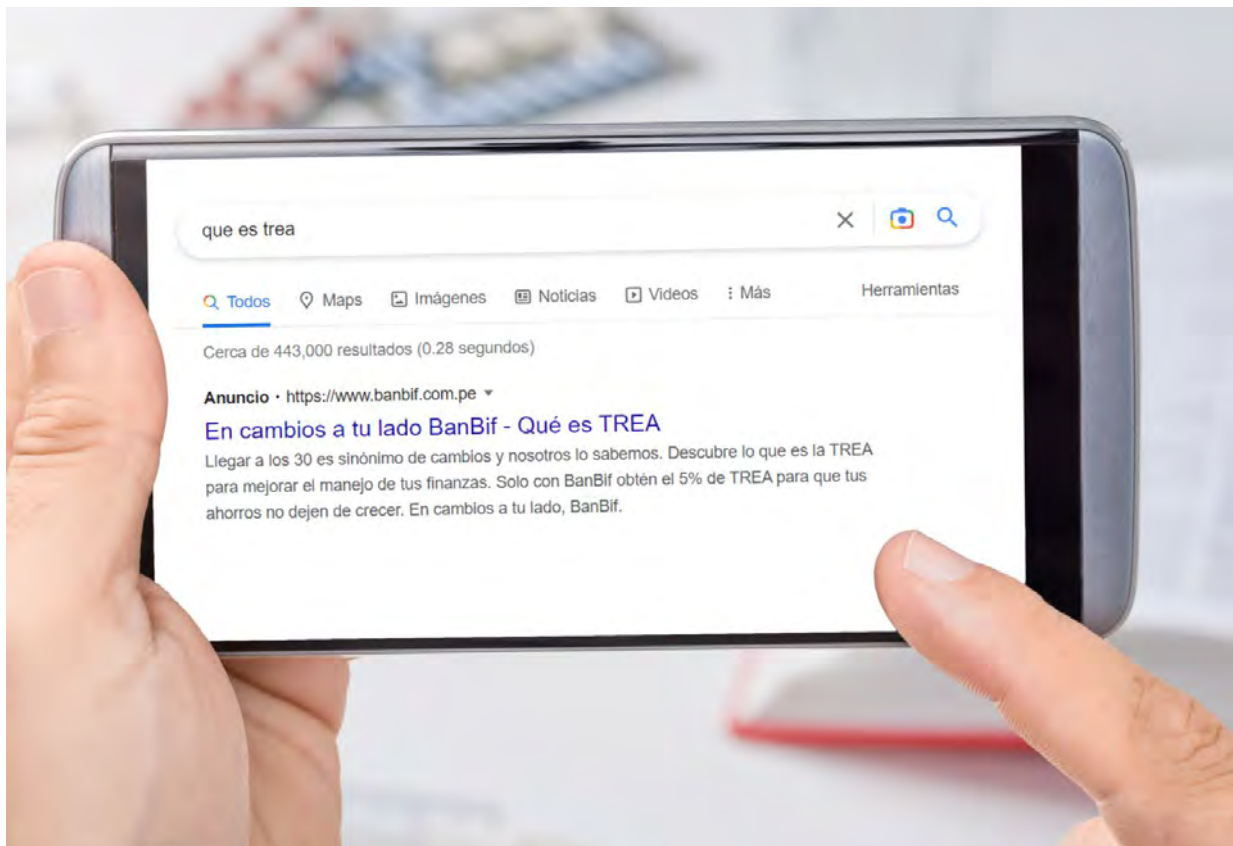 que es trea
Todos Maps Imágenes Noticias Videos Más Herramientas
Cerca de 443,000 resultados (0.28 segundos)
Anuncio · https://www.banbif.com.pe
En cambios a tu lado BanBif - Qué es TREA
Llegar a los 30 es sinónimo de cambios y nosotros lo sabemos. Descubre lo que es la TREA
para mejorar el manejo de tus finanzas. Solo con BanBif obtén el 5% de TREA para que tus
ahorros no dejen de crecer. En cambios a tu lado, BanBif.